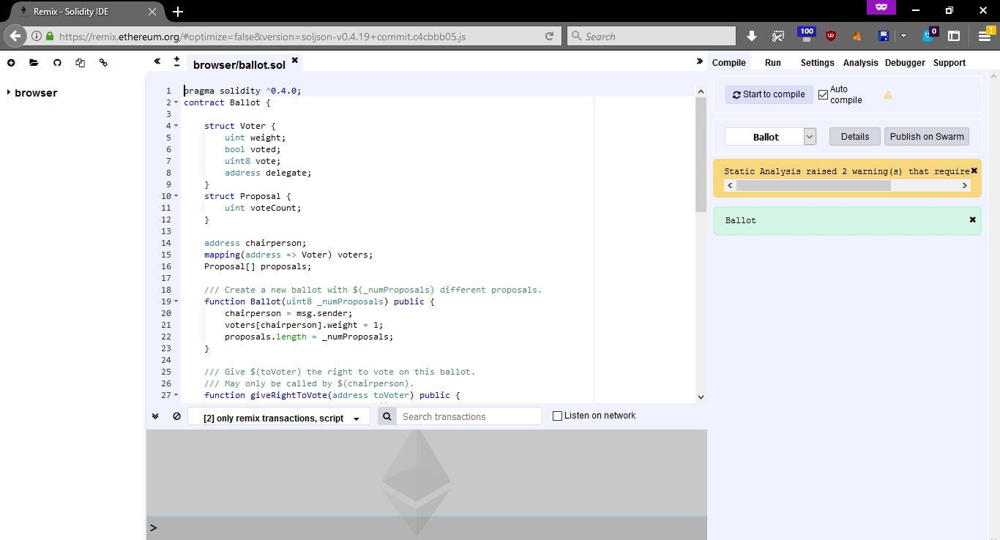 Remix - Solidity IDE
https://remix.ethereum.org/#optimize=false&version=soljson-v0.4.19+commit.c4cbbb05.js
Search
100
0
browser
browser/ballot.sol
1 pragma solidity ^0.4.0;
2 contract Ballot {
3
4 struct Voter {
5 uint weight;
6 bool voted;
7 uint8 vote;
8 address delegate;
9 }
10 struct Proposal {
11 uint voteCount;
12 }
13
14 address chairperson;
15 mapping(address => Voter) voters;
16 Proposal[] proposals;
17
18 /// Create a new ballot with $(_numProposals) different proposals.
19 function Ballot(uint8 _numProposals) public {
20 chairperson = msg.sender;
21 voters[chairperson].weight = 1;
22 proposals.length = _numProposals;
23 }
24
25 /// Give $(toVoter) the right to vote on this ballot.
26 /// May only be called by $(chairperson).
27 function giveRightToVote(address toVoter) public {
[2] only remix transactions, script
Search transactions
Listen on network
>
Compile Run Settings Analysis Debugger Support
Start to compile
Auto compile
Ballot
Details
Publish on Swarm
Static Analysis raised 2 warning(s) that require
Ballot